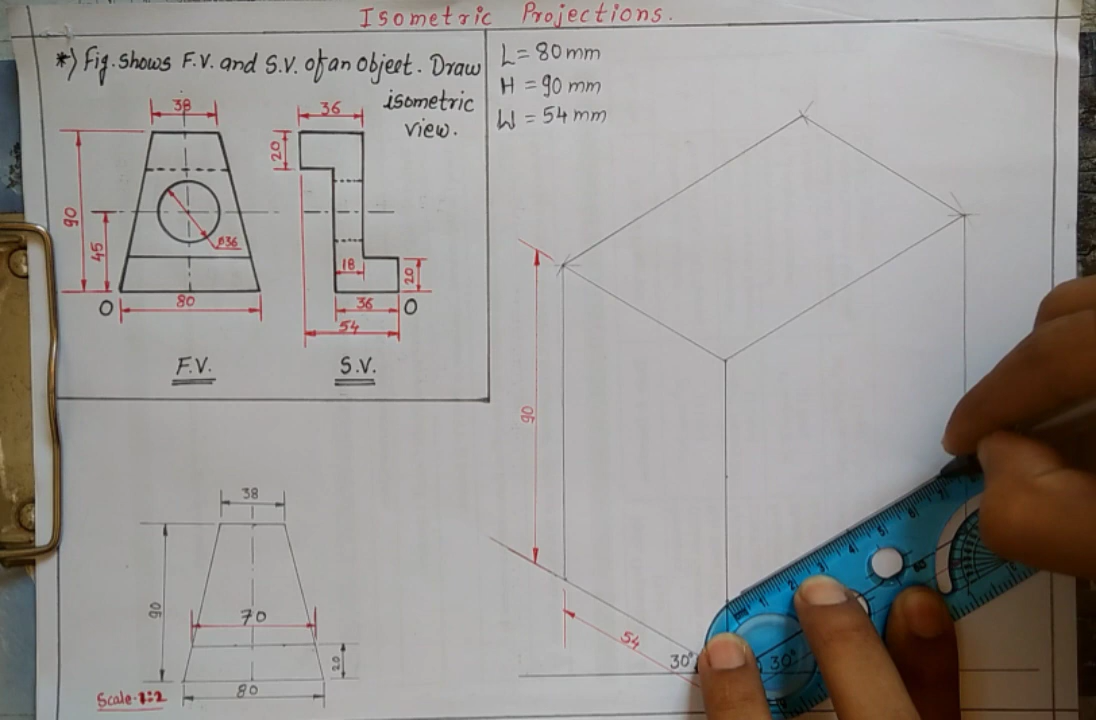 Isometric Projections.
*) Fig. shows F.V. and S.V. of an object. Draw
isometric
view.
L = 80 mm
H = 90 mm
W = 54 mm
38
36
20
90
45
ø36
18
20
O
80
36
O
54
F.V.
S.V.
90
38
90
70
20
54
30°
30°
80
Scale-1:2